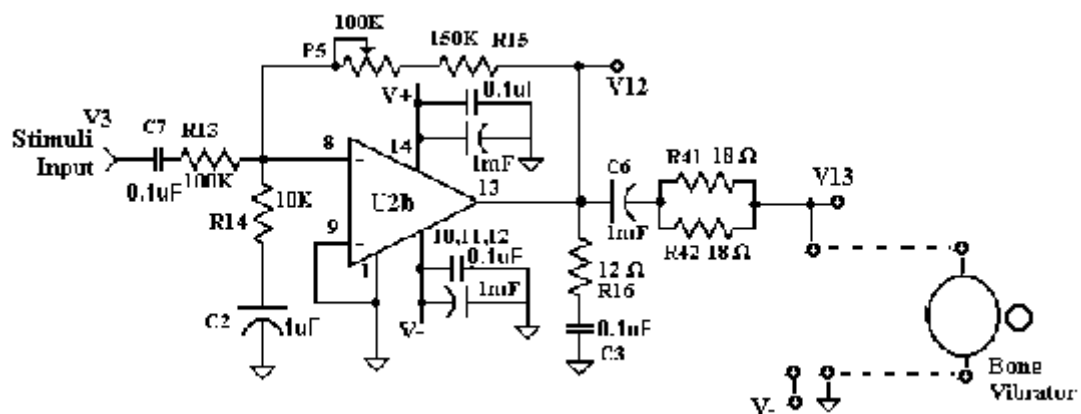 100K
P5
150K R15
V+
0.1uF
V12
V3
Stimuli
Input
C7
R13
0.1uF
100K
8
14
1mF
10K
R14
U2b
13
C6
R41 18 Ω
V13
9
1
10,11,12
0.1uF
1mF
R42 18 Ω
12 Ω
R16
C2
1uF
1mF
V-
0.1uF
C3
Bone
Vibrator
V-